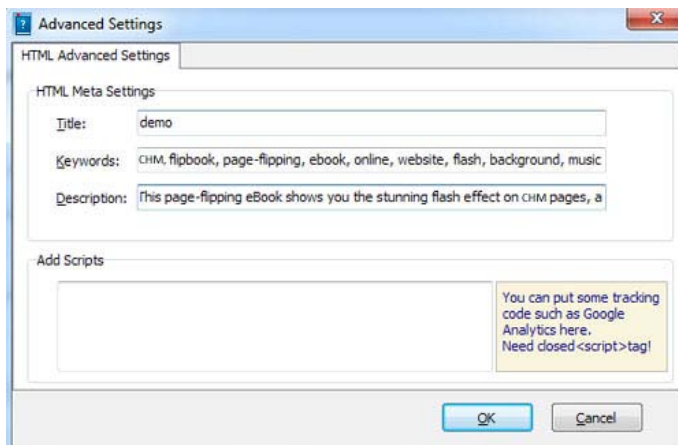 Advanced Settings
HTML Advanced Settings
HTML Meta Settings
Title: demo
Keywords: CHM, flipbook, page-flipping, ebook, online, website, flash, background, music
Description: This page-flipping eBook shows you the stunning flash effect on CHM pages, a
Add Scripts
You can put some tracking
code such as Google
Analytics here.
Need closed<script>tag!
OK Cancel